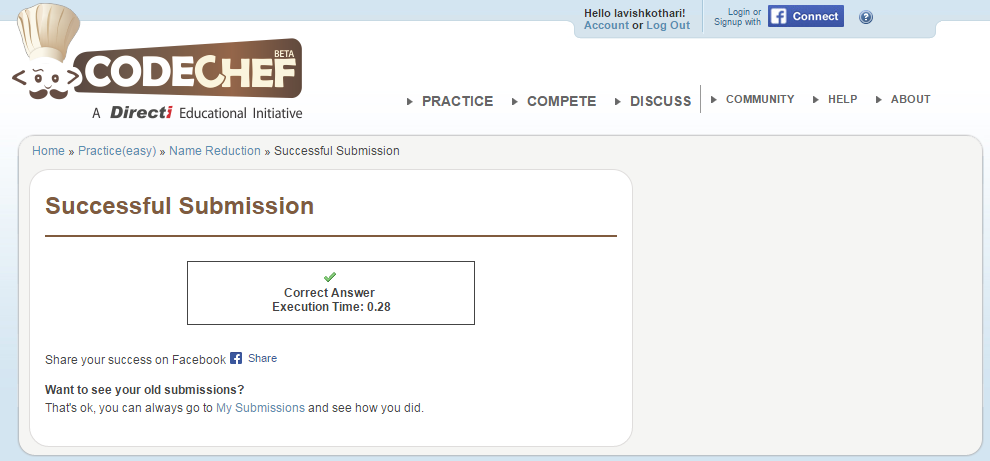 Hello lavishkothari!
Account or Log Out
Login or
Signup with
Connect
?
CODECHEF
BETA
A Directi Educational Initiative
PRACTICE
COMPETE
DISCUSS
COMMUNITY
HELP
ABOUT
Home » Practice(easy) » Name Reduction » Successful Submission
Successful Submission
Correct Answer
Execution Time: 0.28
Share your success on Facebook Share
Want to see your old submissions?
That's ok, you can always go to My Submissions and see how you did.